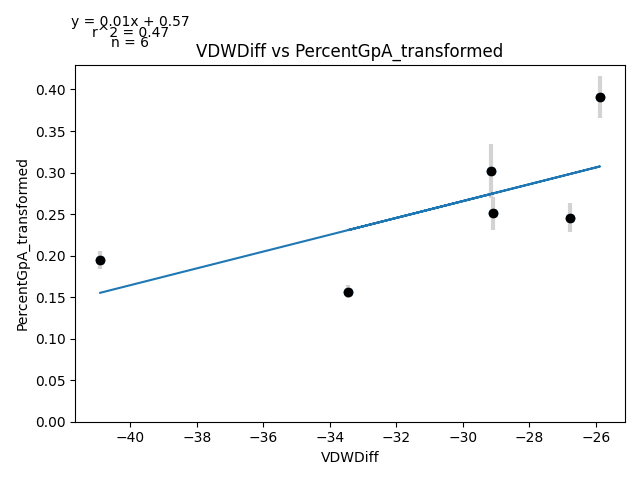 y = 0.01x + 0.57
r^2 = 0.47
n = 6
VDWDiff vs PercentGpA_transformed
0.40
0.35
0.30
0.25
0.20
0.15
0.10
0.05
0.00
PercentGpA_transformed
−40 −38 −36 −34 −32 −30 −28 −26
VDWDiff